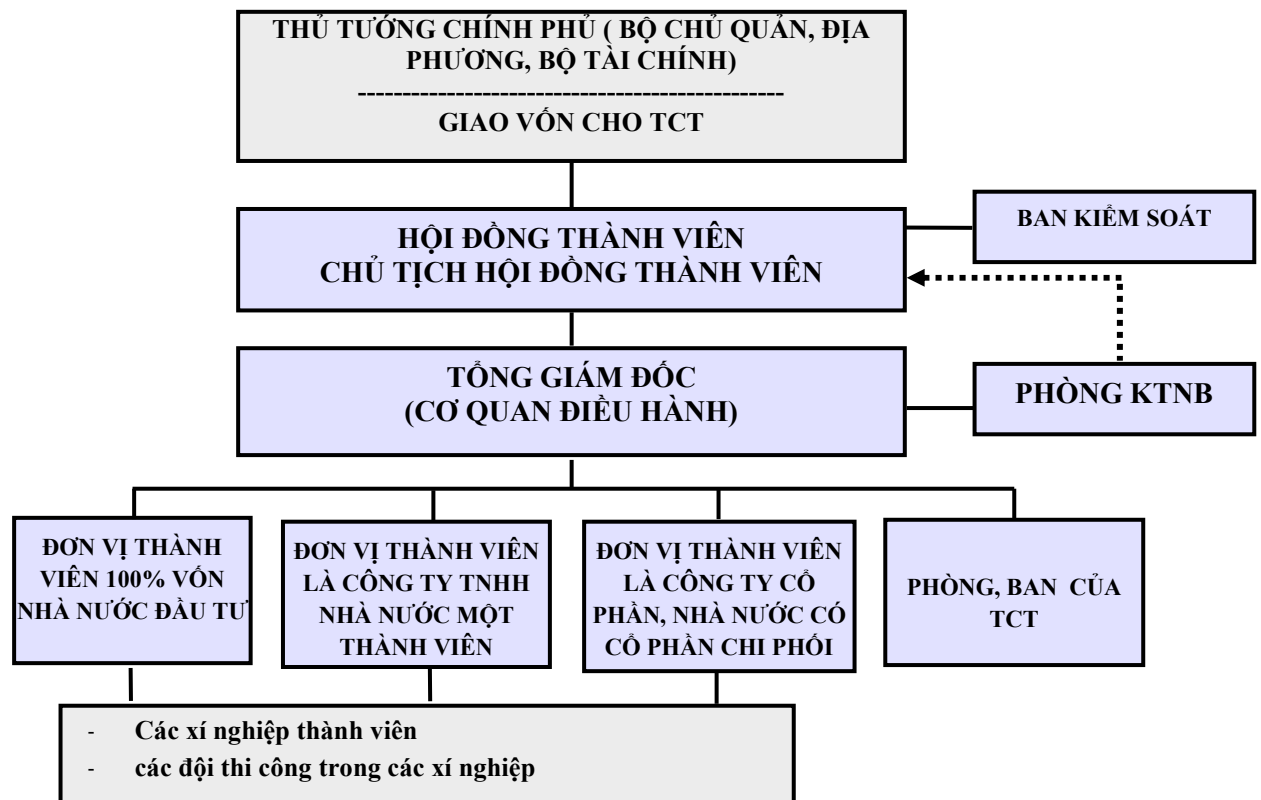 THỦ TƯỚNG CHÍNH PHỦ ( BỘ CHỦ QUẢN, ĐỊA
PHƯƠNG, BỘ TÀI CHÍNH)
------------------------------------------------
GIAO VỐN CHO TCT
HỘI ĐỒNG THÀNH VIÊN
CHỦ TỊCH HỘI ĐỒNG THÀNH VIÊN
BAN KIỂM SOÁT
TỔNG GIÁM ĐỐC
(CƠ QUAN ĐIỀU HÀNH)
PHÒNG KTNB
ĐƠN VỊ THÀNH
VIÊN 100% VỐN
NHÀ NƯỚC ĐẦU TƯ
ĐƠN VỊ THÀNH VIÊN
LÀ CÔNG TY TNHH
NHÀ NƯỚC MỘT
THÀNH VIÊN
ĐƠN VỊ THÀNH VIÊN
LÀ CÔNG TY CỔ
PHẦN, NHÀ NƯỚC CÓ
CỔ PHẦN CHI PHỐI
PHÒNG, BAN CỦA
TCT
- Các xí nghiệp thành viên
- các đội thi công trong các xí nghiệp